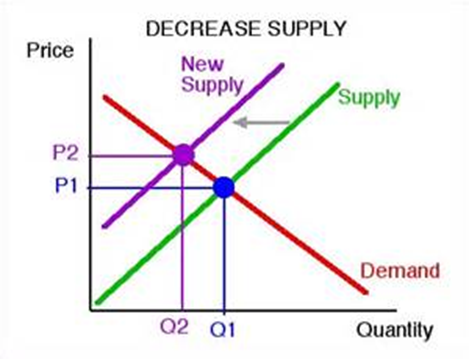 DECREASE SUPPLY
Price
New
Supply
Supply
P2
P1
Demand
Q2
Q1
Quantity